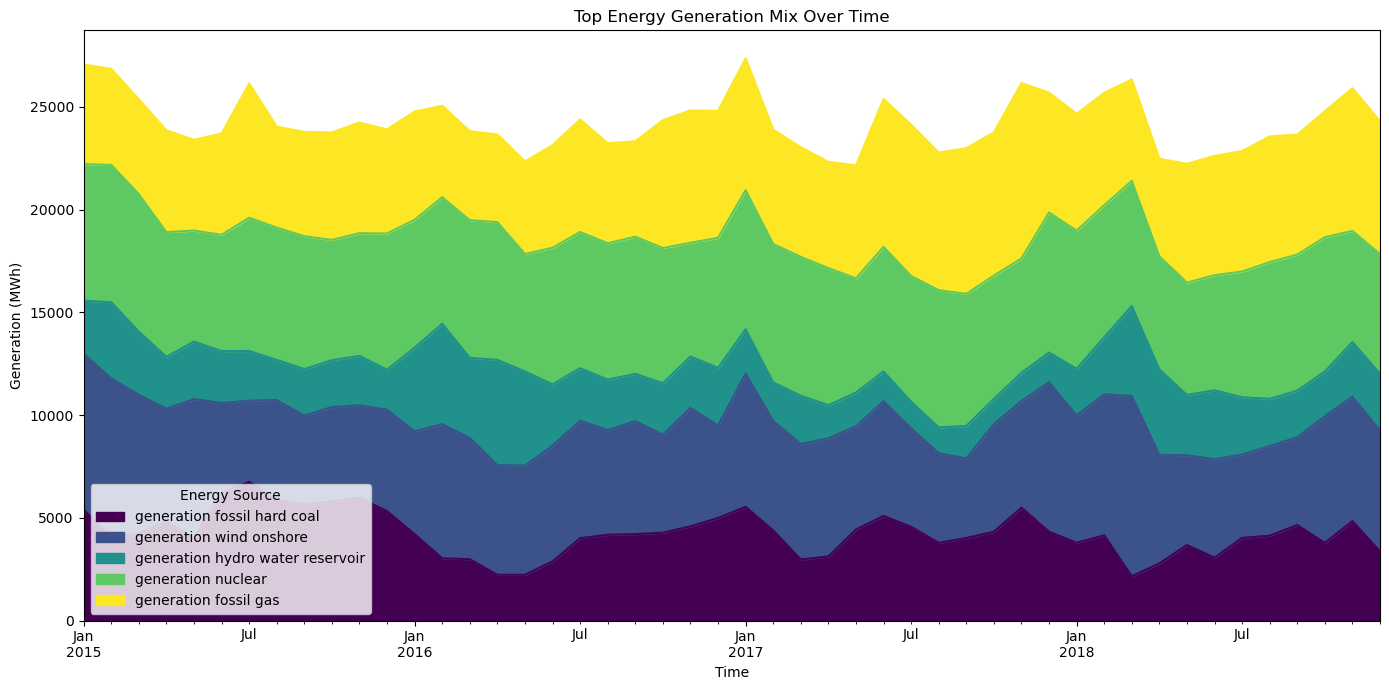 Top Energy Generation Mix Over Time
Generation (MWh)
25000
20000
15000
10000
5000
0
Energy Source
generation fossil hard coal
generation wind onshore
generation hydro water reservoir
generation nuclear
generation fossil gas
Jan Jul Jan Jul Jan Jul Jan Jul
2015 2016 2017 2018
Time